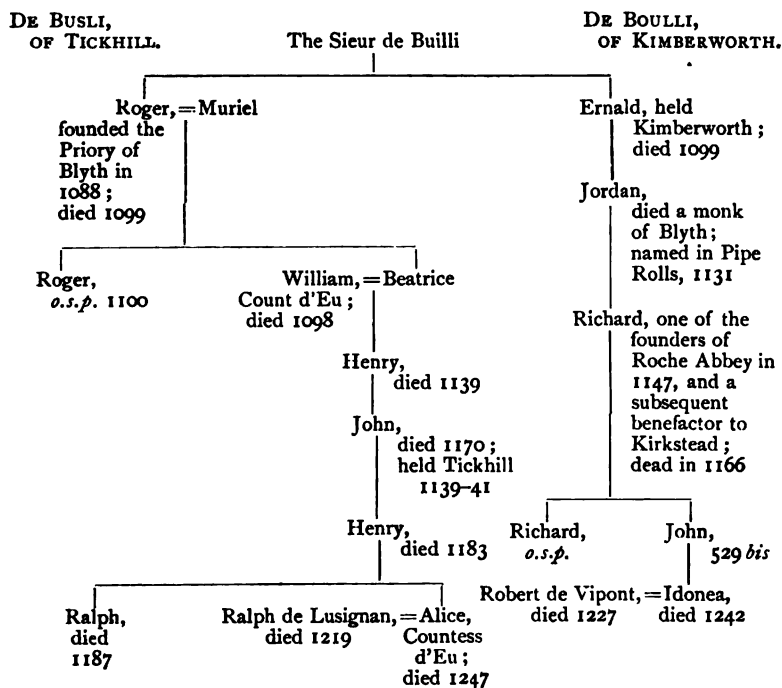 DE BUSLI,
OF TICKHILL.
The Sieur de Builli
DE BOULLI,
OF KIMBERWORTH.
Roger, = Muriel
founded the
Priory of
Blyth in
1088 ;
died 1099
Ernald, held
Kimberworth ;
died 1099
Jordan,
died a monk
of Blyth ;
named in Pipe
Rolls, 1131
Roger,
o.s.p. 1100
William, = Beatrice
Count d'Eu ;
died 1098
Henry,
died 1139
Richard, one of the
founders of
Roche Abbey in
1147, and a
subsequent
benefactor to
Kirkstead ;
dead in 1166
John,
died 1170 ;
held Tickhill
1139-41
Henry,
died 1183
Richard,
o.s.p.
John,
529 bis
Ralph,
died
1187
Ralph de Lusignan, = Alice,
died 1219
Countess
d'Eu ;
died 1247
Robert de Vipont, = Idonea,
died 1227
died 1242